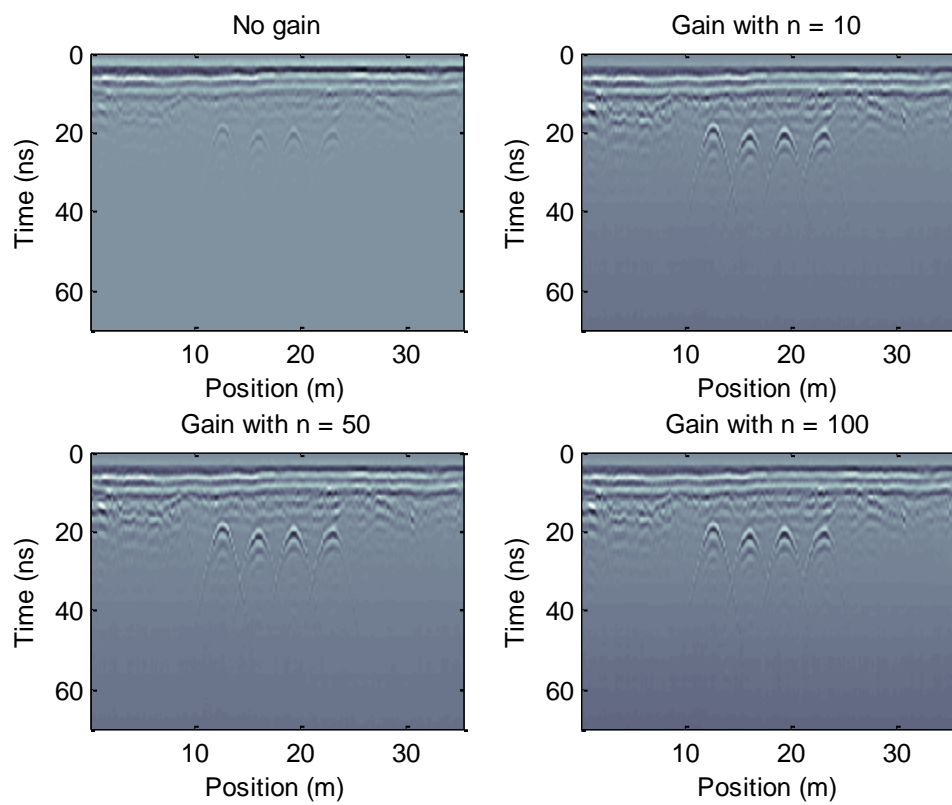 No gain
0
20
40
60
Time (ns)
10 20 30
Position (m)
Gain with n = 10
0
20
40
60
Time (ns)
10 20 30
Position (m)
Gain with n = 50
0
20
40
60
Time (ns)
10 20 30
Position (m)
Gain with n = 100
0
20
40
60
Time (ns)
10 20 30
Position (m)